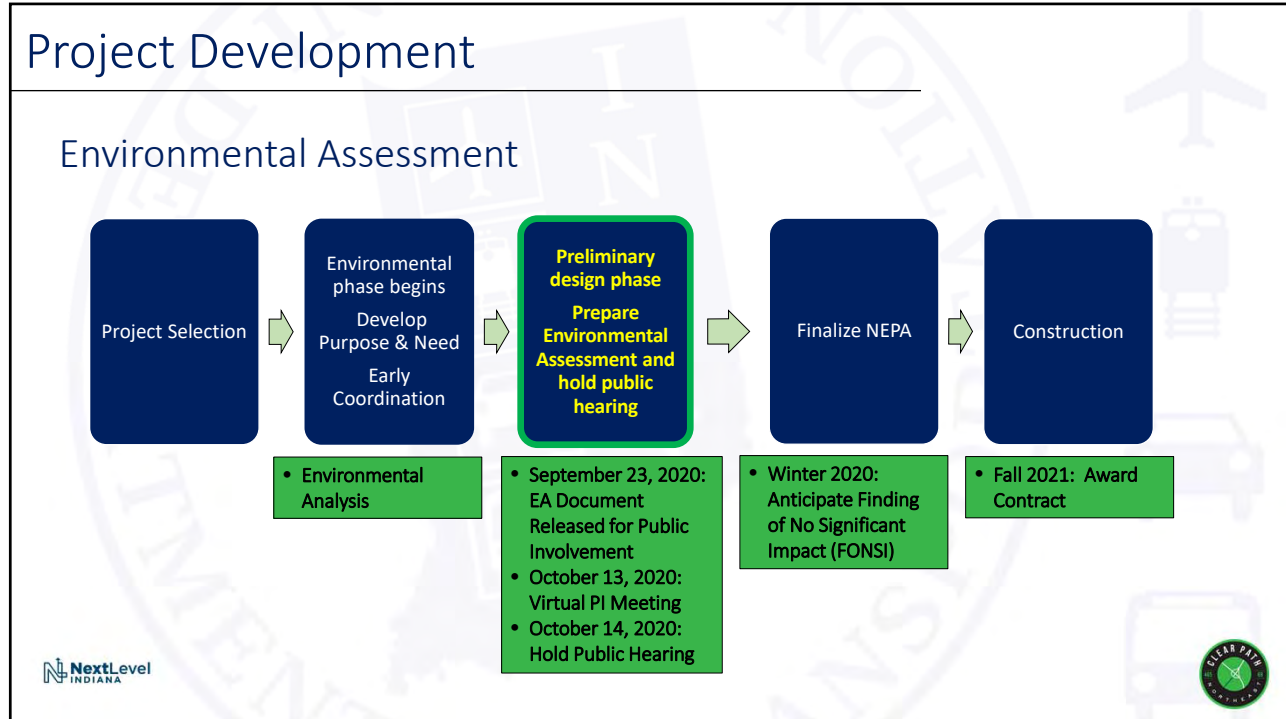 Project Development
Environmental Assessment
Project Selection
Environmental
phase begins
Develop
Purpose & Need
Early
Coordination
Preliminary
design phase
Prepare
Environmental
Assessment and
hold public
hearing
Finalize NEPA
Construction
• Environmental
Analysis
• September 23, 2020:
EA Document
Released for Public
Involvement
• October 13, 2020:
Virtual PI Meeting
• October 14, 2020:
Hold Public Hearing
• Winter 2020:
Anticipate Finding
of No Significant
Impact (FONSI)
• Fall 2021: Award
Contract
NextLevel
INDIANA
CLEAR PATH
NORTHEAST